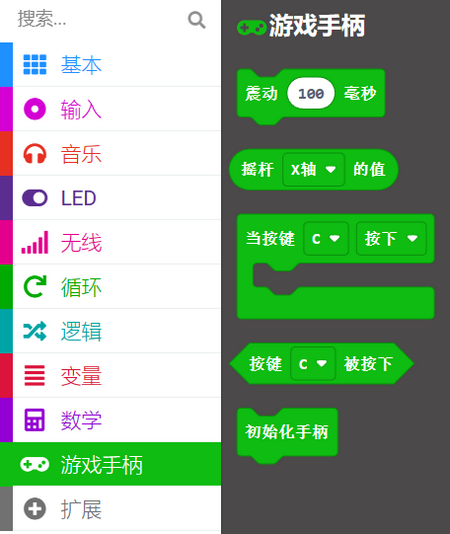 搜索...
基本
输入
音乐
LED
无线
循环
逻辑
变量
数学
游戏手柄
扩展
游戏手柄
震动 100 毫秒
摇杆 X轴 的值
当按键 C 按下
按键 C 被按下
初始化手柄